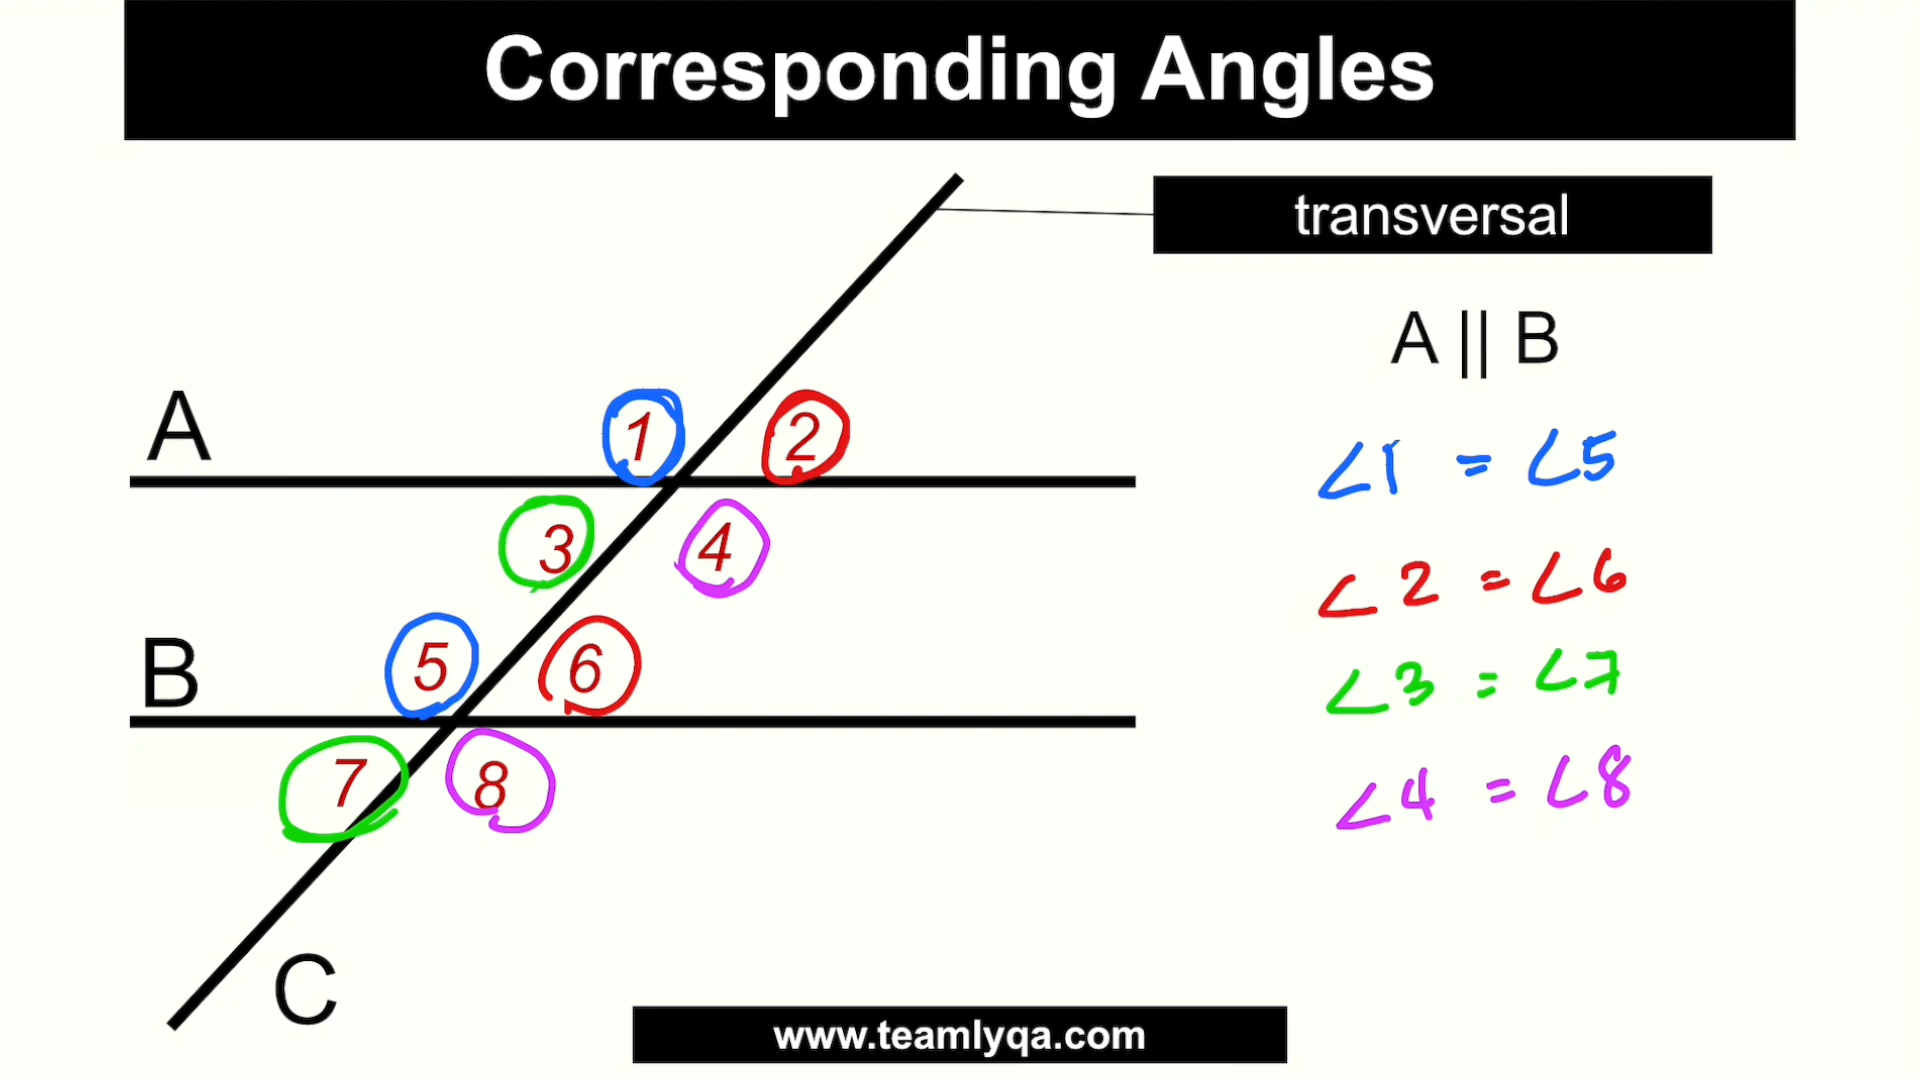 Corresponding Angles
transversal
A || B
A
1
2
∠1 = ∠5
3
4
∠2 = ∠6
B
5
6
∠3 = ∠7
7
8
∠4 = ∠8
C
www.teamlyqa.com